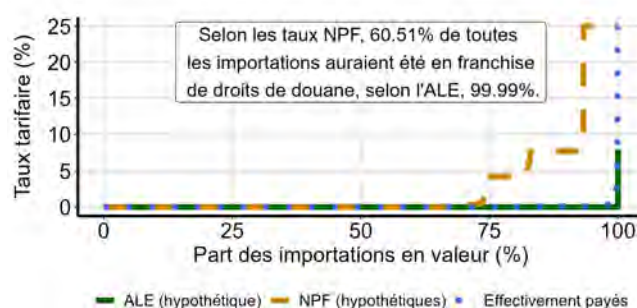 25
20
15
10
5
0
Taux tarifaire (%)
Selon les taux NPF, 60.51% de toutes
les importations auraient été en franchise
de droits de douane, selon l'ALE, 99.99%.
0 25 50 75 100
Part des importations en valeur (%)
ALE (hypothétique) NPF (hypothétiques) Effectivement payés